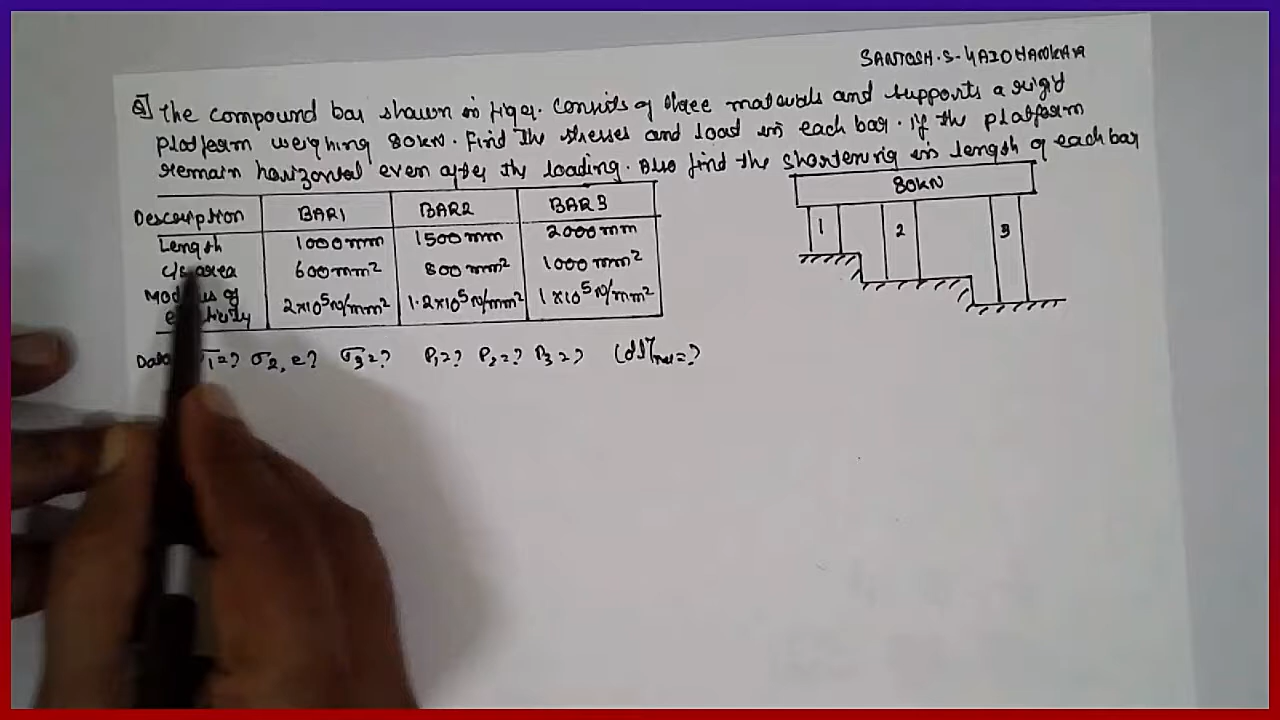 SANTOSH.S.
Q] The compound bar shown in figer. Consits of three materials and supports a rigid
platform weighing 80KN. Find The stresses and load in each bar. if the platform
remain horizontal even after the loading. Also find the shortening in length of each bar
80KN
1 2 3
Description BAR1 BAR2 BAR3
Length 1000mm 1500mm 2000mm
c/s area 600mm² 800mm² 1000mm²
of 2×10⁵N/mm² 1.2×10⁵N/mm² 1×10⁵N/mm²
σ1=? σ2, =? σ3=? P1=? P2=? P3=?